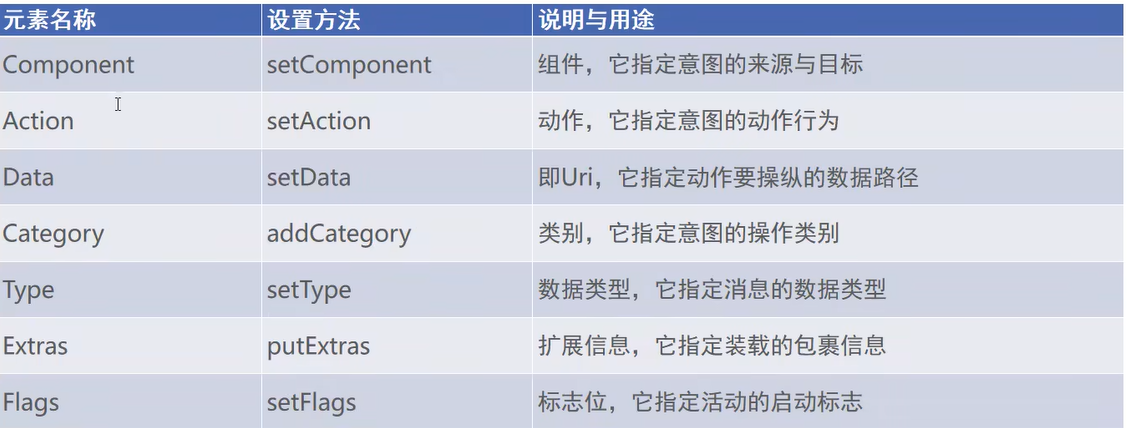 元素名称 设置方法 说明与用途
Component setComponent 组件，它指定意图的来源与目标
Action setAction 动作，它指定意图的动作行为
Data setData 即Uri，它指定动作要操纵的数据路径
Category addCategory 类别，它指定意图的操作类别
Type setType 数据类型，它指定消息的数据类型
Extras putExtras 扩展信息，它指定装载的包裹信息
Flags setFlags 标志位，它指定活动的启动标志